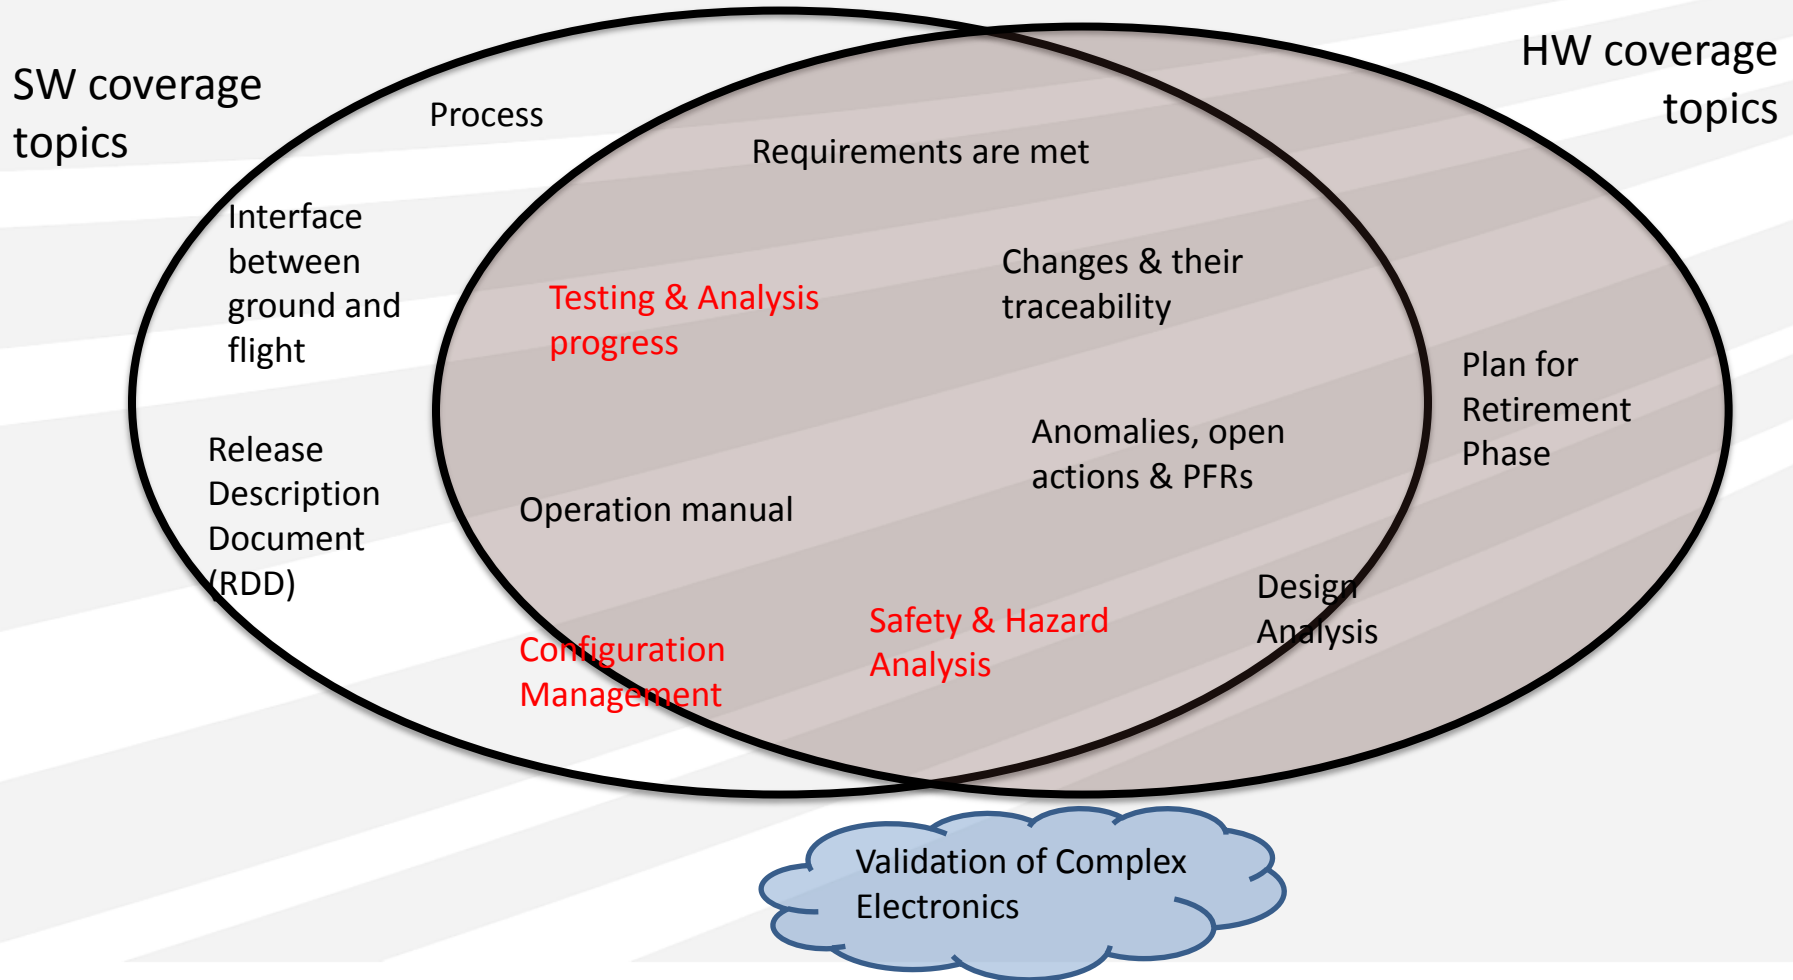 SW coverage
topics
HW coverage
topics
Process
Requirements are met
Interface
between
ground and
flight
Changes & their
traceability
Testing & Analysis
progress
Plan for
Retirement
Phase
Release
Description
Document
(RDD)
Anomalies, open
actions & PFRs
Operation manual
Design
Analysis
Safety & Hazard
Analysis
Configuration
Management
Validation of Complex
Electronics